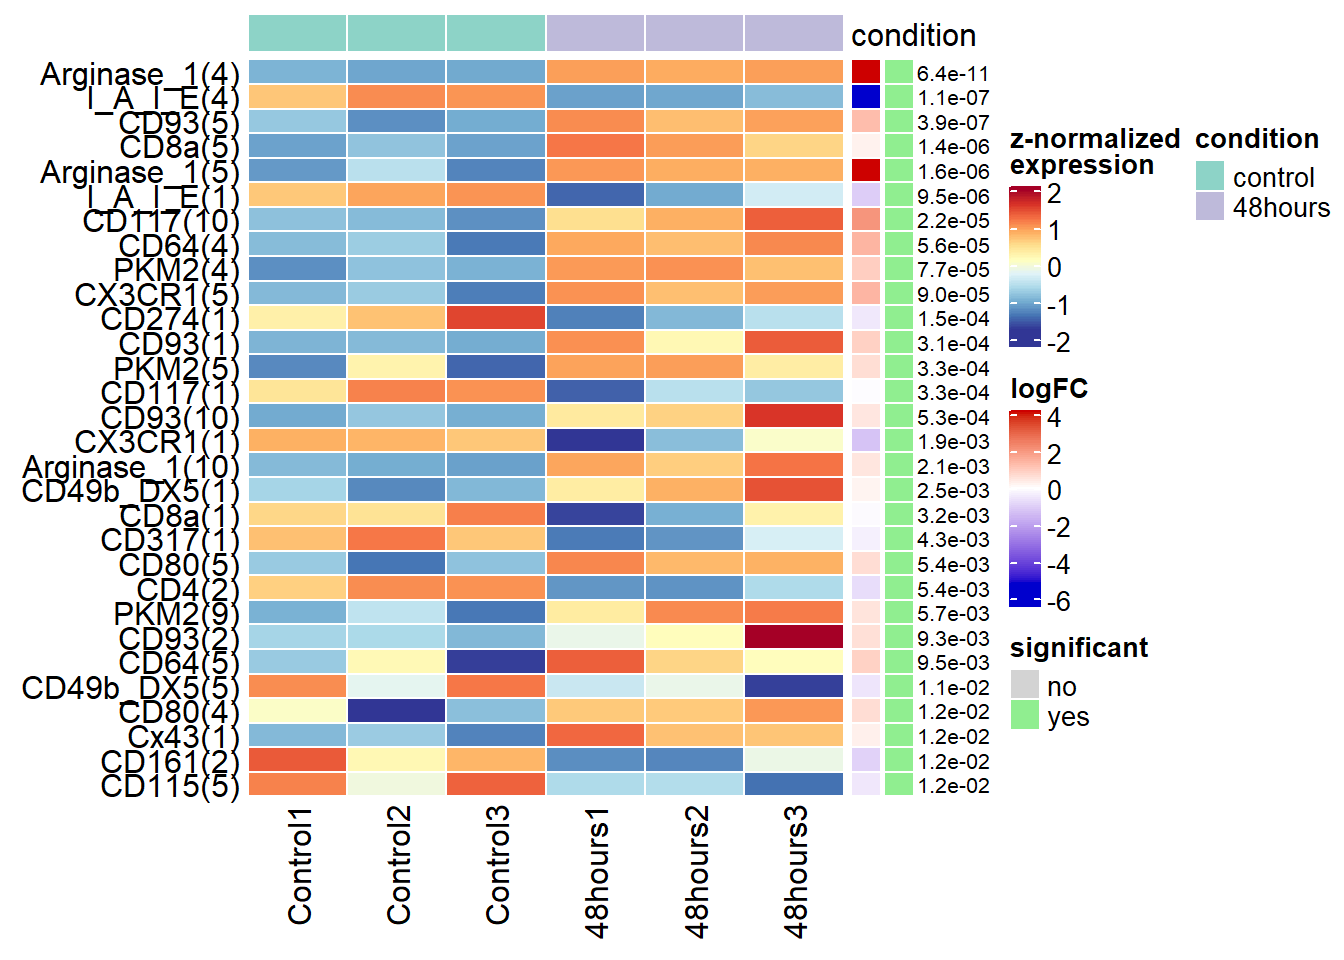 condition
Arginase_1(4) 6.4e-11
I_A_I_E(4) 1.1e-07
CD93(5) 3.9e-07
CD8a(5) 1.4e-06
Arginase_1(5) 1.6e-06
I_A_I_E(1) 9.5e-06
CD117(10) 2.2e-05
CD64(4) 5.6e-05
PKM2(4) 7.7e-05
CX3CR1(5) 9.0e-05
CD274(1) 1.5e-04
CD93(1) 3.1e-04
PKM2(5) 3.3e-04
CD117(1) 3.3e-04
CD93(10) 5.3e-04
CX3CR1(1) 1.9e-03
Arginase_1(10) 2.1e-03
CD49b_DX5(1) 2.5e-03
CD8a(1) 3.2e-03
CD317(1) 4.3e-03
CD80(5) 5.4e-03
CD4(2) 5.4e-03
PKM2(9) 5.7e-03
CD93(2) 9.3e-03
CD64(5) 9.5e-03
CD49b_DX5(5) 1.1e-02
CD80(4) 1.2e-02
Cx43(1) 1.2e-02
CD161(2) 1.2e-02
CD115(5) 1.2e-02
Control1
Control2
Control3
48hours1
48hours2
48hours3
z-normalized
expression
2
1
0
-1
-2
logFC
4
2
0
-2
-4
-6
significant
no
yes
condition
control
48hours